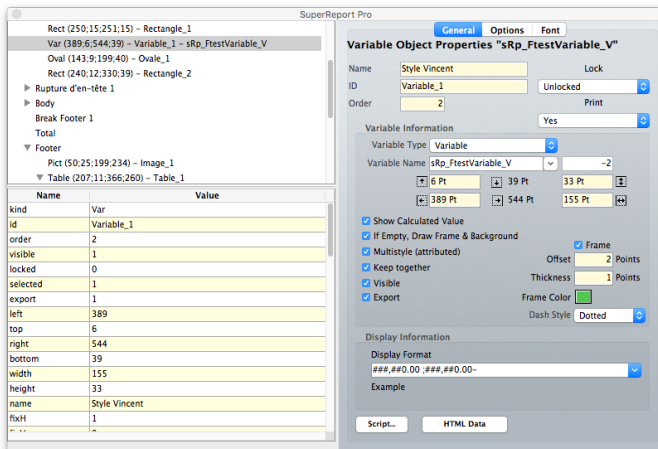 SuperReport Pro
Rect (250;15;251;15) - Rectangle_1
Var (389;6;544;39) - Variable_1 - sRp_FtestVariable_V
Oval (143;9;199;40) - Ovale_1
Rect (240;12;330;39) - Rectangle_2
Rupture d'en-tête 1
Body
Break Footer 1
Total
Footer
Pict (50;25;199;234) - Image_1
Table (207;11;366;260) - Table_1
Name Value
kind Var
id Variable_1
order 2
visible 1
locked 0
selected 1
export 1
left 389
top 6
right 544
bottom 39
width 155
height 33
name Style Vincent
fixH 1
General Options Font
Variable Object Properties "sRp_FtestVariable_V"
Name Style Vincent Lock
ID Variable_1 Unlocked
Order 2 Print
Yes
Variable Information
Variable Type Variable
Variable Name sRp_FtestVariable_V -2
6 Pt 39 Pt 33 Pt
389 Pt 544 Pt 155 Pt
Show Calculated Value
If Empty, Draw Frame & Background
Multistyle (attributed) Frame
Keep together Offset 2 Points
Visible Thickness 1 Points
Export Frame Color
Dash Style Dotted
Display Information
Display Format
###,##0.00 ;###,##0.00-
Example
Script... HTML Data